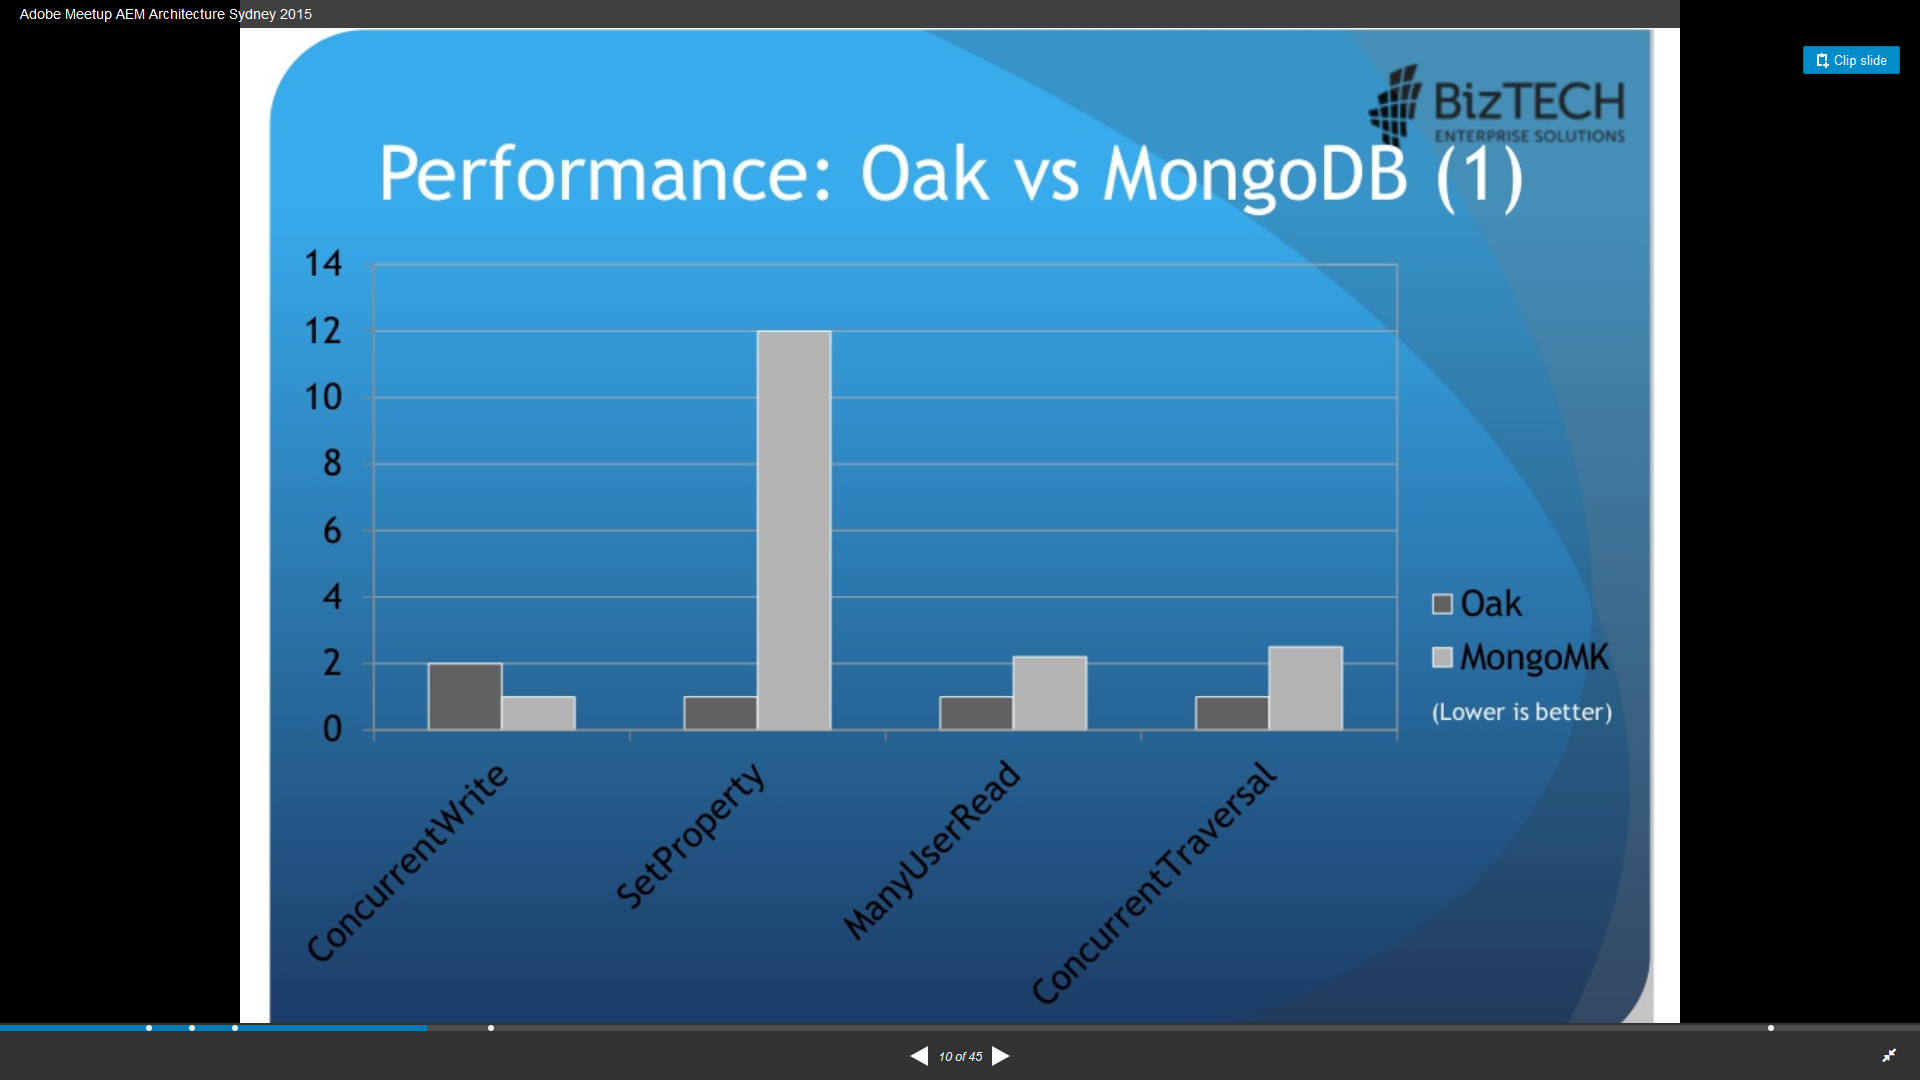 Adobe Meetup AEM Architecture Sydney 2015
Clip slide
BizTECH
ENTERPRISE SOLUTIONS
Performance: Oak vs MongoDB (1)
14
12
10
8
6
4
2
0
Oak
MongoMK
(Lower is better)
ConcurrentWrite
SetProperty
ManyUserRead
ConcurrentTraversal
10 of 45